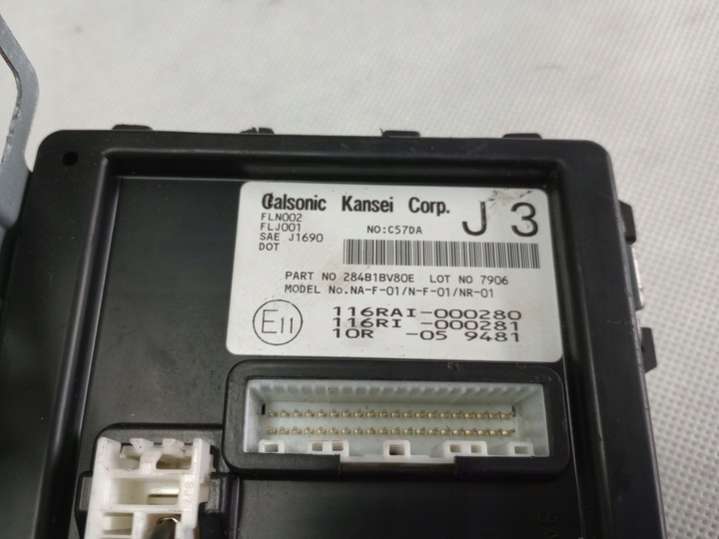 Calsonic Kansei Corp. J 3
FLN002
FLJ001 NO:C57DA
SAE J1690
DOT
PART NO 284B1BV80E LOT NO 7906
MODEL No.NA-F-01/N-F-01/NR-01
E11
116RAI-000280
116RI -000281
10R -05 9481